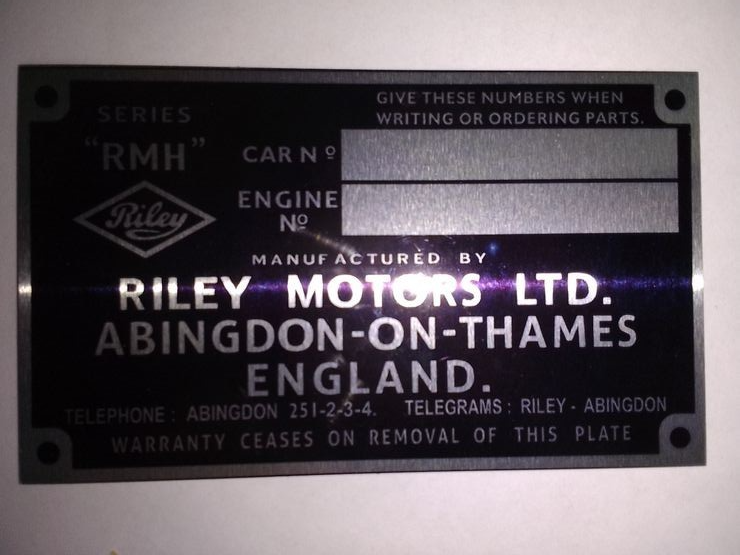 SERIES
"RMH"
Riley
GIVE THESE NUMBERS WHEN
WRITING OR ORDERING PARTS.
CAR Nº
ENGINE
Nº
MANUFACTURED BY
RILEY MOTORS LTD.
ABINGDON-ON-THAMES
ENGLAND.
TELEPHONE: ABINGDON 251-2-3-4. TELEGRAMS: RILEY - ABINGDON
WARRANTY CEASES ON REMOVAL OF THIS PLATE